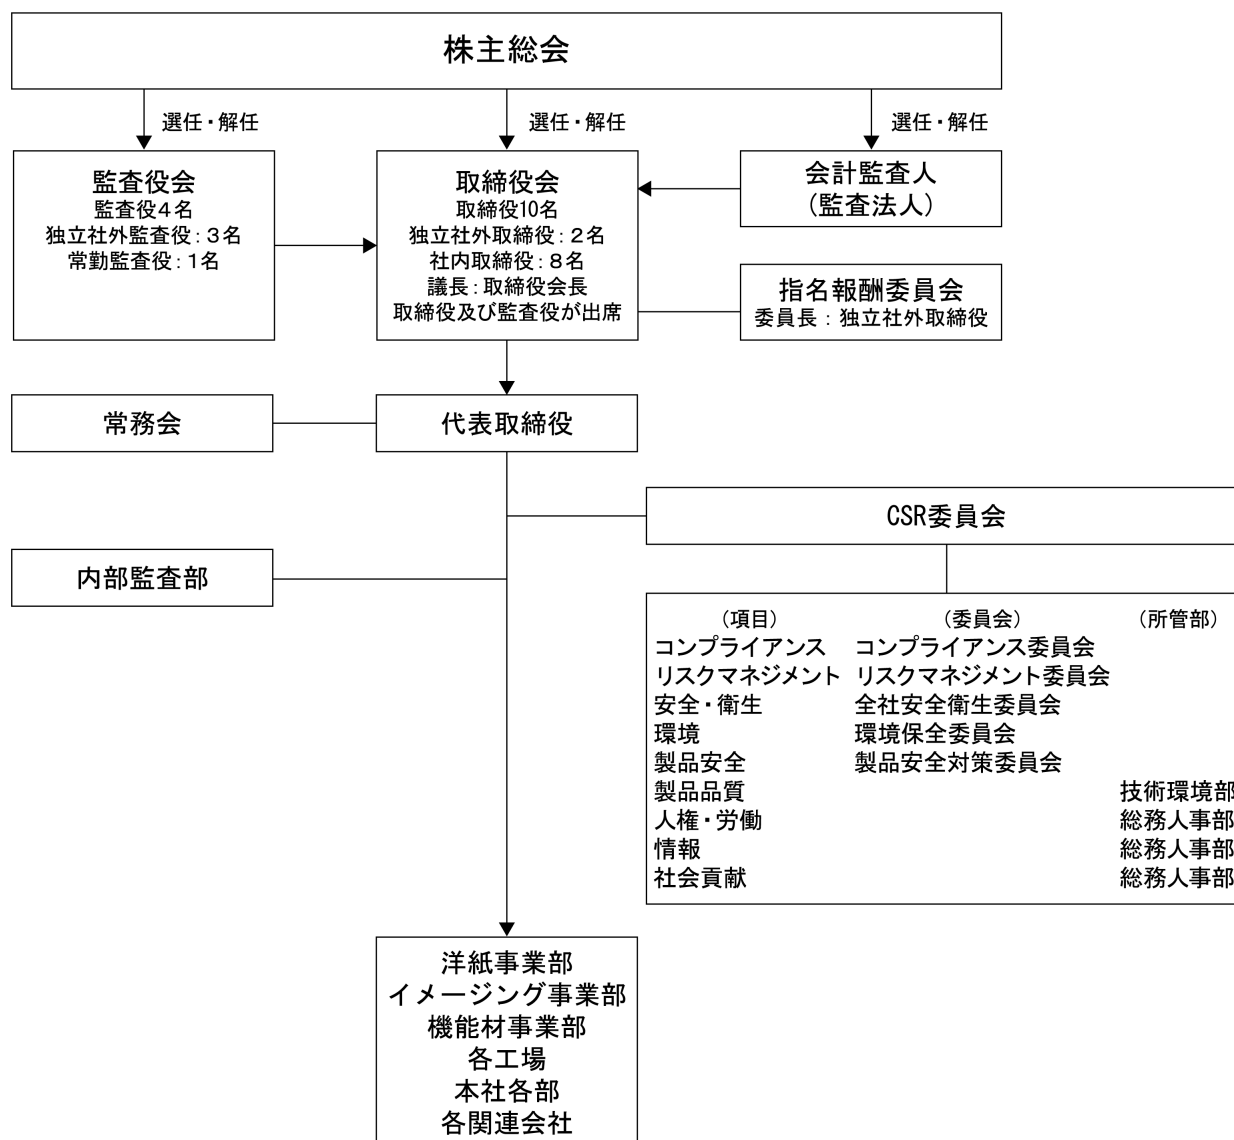 株主総会
選任・解任
選任・解任
選任・解任
監査役会
監査役4名
独立社外監査役:3名
常勤監査役:1名
取締役会
取締役10名
独立社外取締役:2名
社内取締役:8名
議長:取締役会長
取締役及び監査役が出席
会計監査人
(監査法人)
指名報酬委員会
委員長:独立社外取締役
常務会
代表取締役
CSR委員会
内部監査部
(項目) (委員会) (所管部)
コンプライアンス コンプライアンス委員会
リスクマネジメント リスクマネジメント委員会
安全・衛生 全社安全衛生委員会
環境 環境保全委員会
製品安全 製品安全対策委員会
製品品質 技術環境部
人権・労働 総務人事部
情報 総務人事部
社会貢献 総務人事部
洋紙事業部
イメージング事業部
機能材事業部
各工場
本社各部
各関連会社